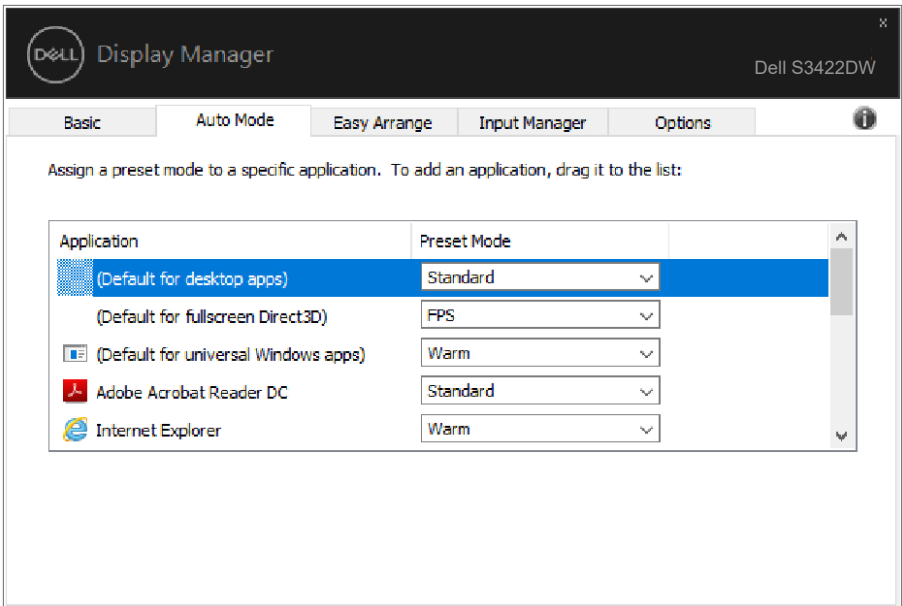 x
DELL Display Manager
Dell S3422DW
Basic Auto Mode Easy Arrange Input Manager Options
Assign a preset mode to a specific application. To add an application, drag it to the list:
Application Preset Mode
(Default for desktop apps) Standard
(Default for fullscreen Direct3D) FPS
(Default for universal Windows apps) Warm
Adobe Acrobat Reader DC Standard
Internet Explorer Warm